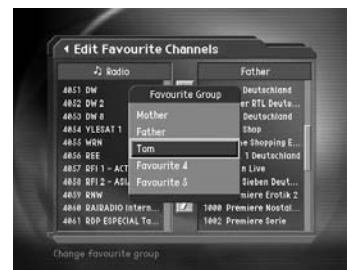 Edit Favourite Channels
Radio
Father
4051 DW
4052 DW 2
4053 DW 8
4054 YLESAT 1
4055 WRN
4056 REE
4057 RFI 1 - ACT
4058 RFI 2 - ASI
4059 RNW
4060 RAIRADIO Intern...
4061 RDP ESPECIAL Ta...
Favourite Group
Mother
Father
Tom
Favourite 4
Favourite 5
Deutschland
er RTL Deuts...
Deutschland
Shop
e Shopping E...
1 Deutschland
n Live
Sieben Deut...
miere Erotik 2
1000 Premiere Nostal...
1002 Premiere Serie
Change favourite group